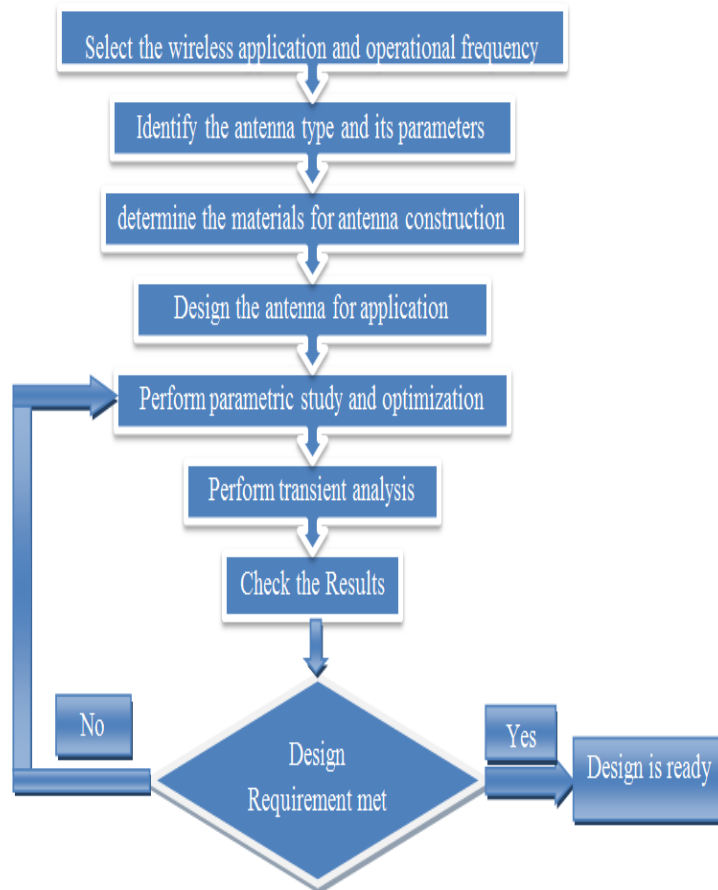 Select the wireless application and operational frequency
Identify the antenna type and its parameters
determine the materials for antenna construction
Design the antenna for application
Perform parametric study and optimization
Perform transient analysis
Check the Results
No
Design
Requirement met
Yes
Design is ready